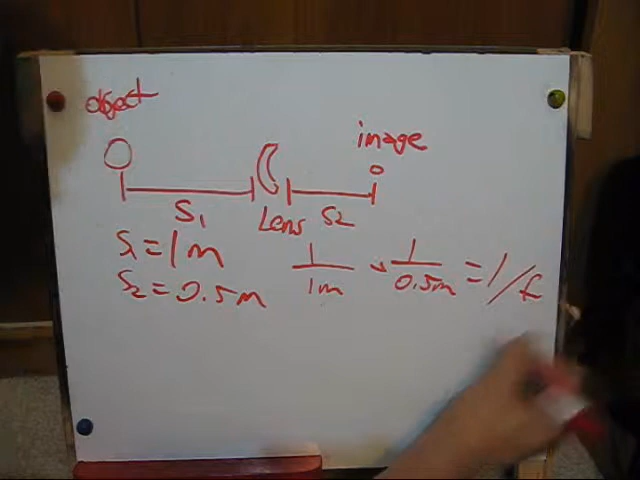 object
image
S₁
Lens S₂
S₁ = 1m
S₂ = 0.5m
1/1m + 1/0.5m = 1/f